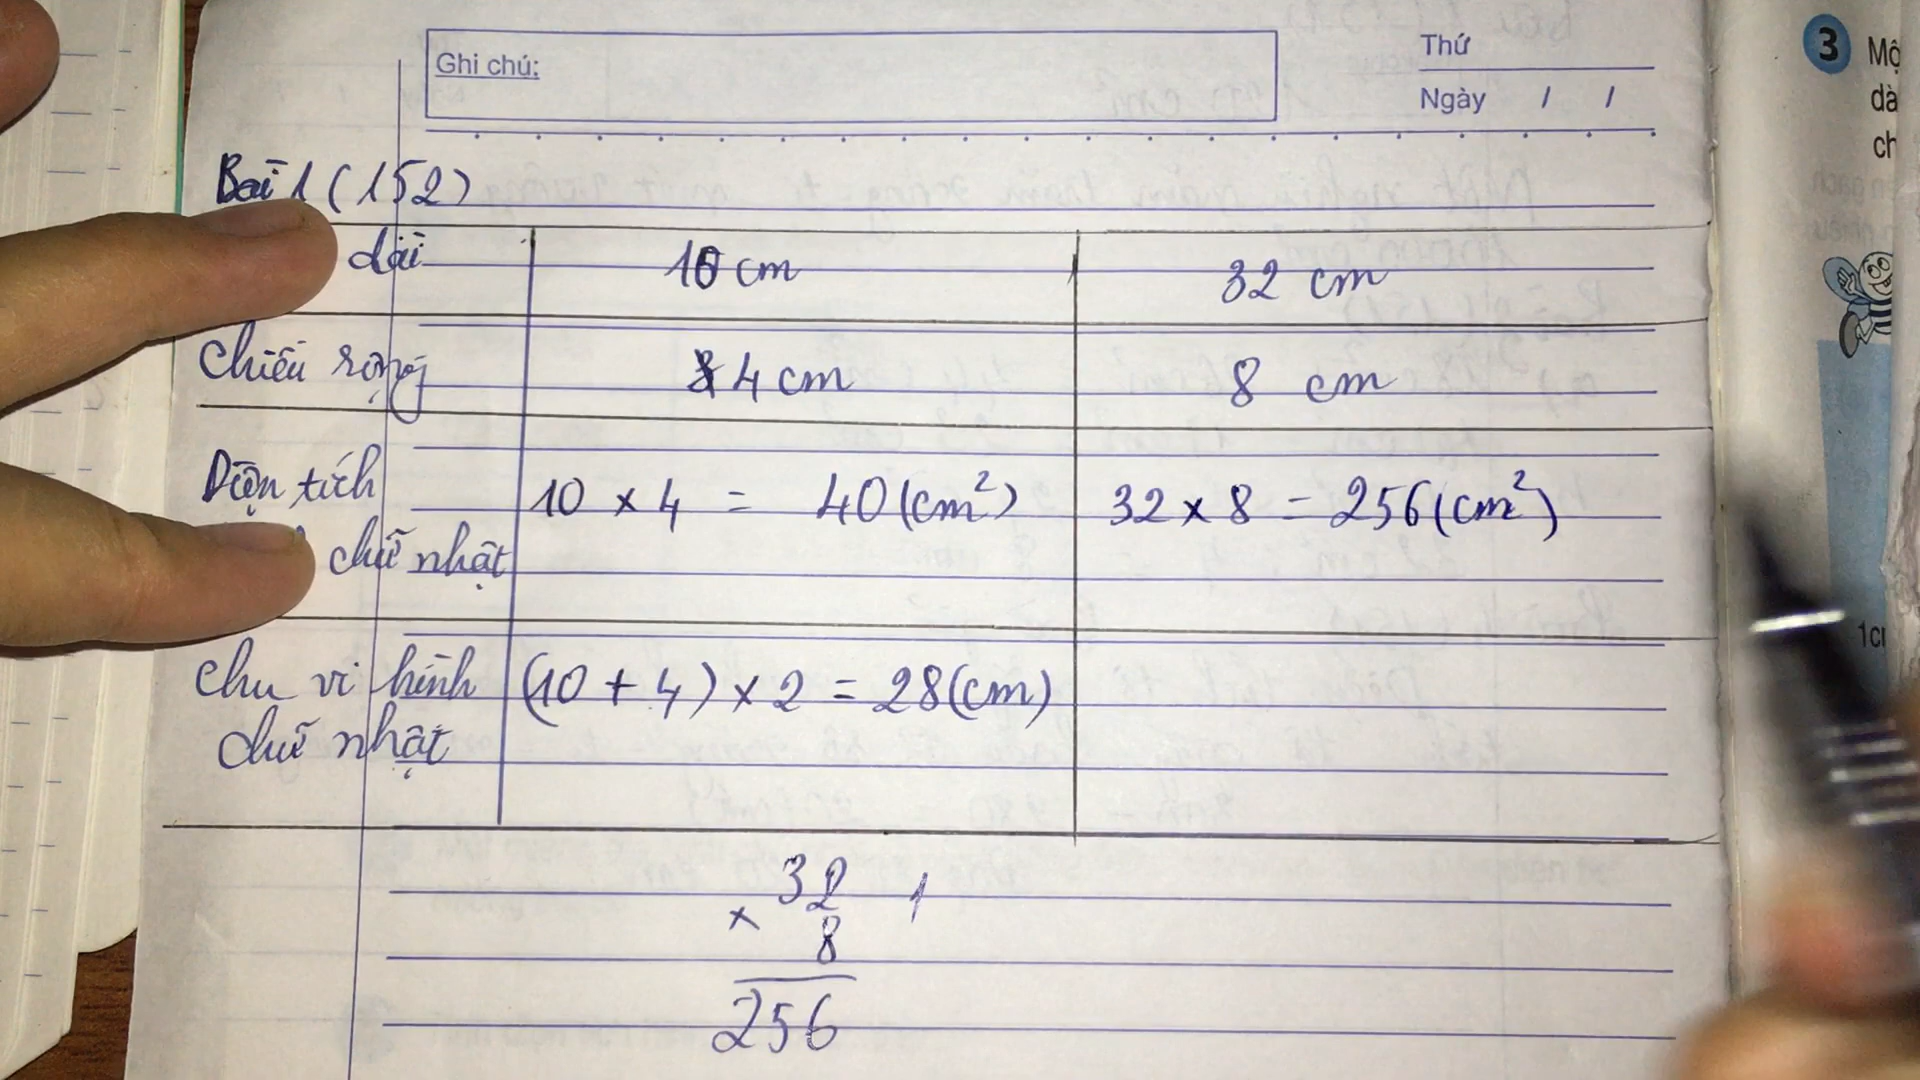 Ghi chú:
Thứ
Ngày / /
Bài 1 (152)
dài 10 cm 32 cm
Chiều rộng 4 cm 8 cm
Diện tích 10 × 4 = 40 (cm²) 32 × 8 = 256 (cm²)
chữ nhật
Chu vi hình (10 + 4) × 2 = 28 (cm)
chữ nhật
32 1
×
8
256
3
1c